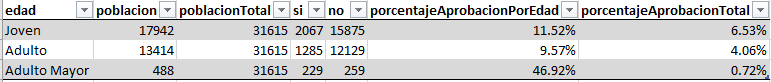 edad poblacion poblacionTotal si no porcentajeAprobacionPorEdad porcentajeAprobacionTotal
Joven 17942 31615 2067 15875 11.52% 6.53%
Adulto 13414 31615 1285 12129 9.57% 4.06%
Adulto Mayor 488 31615 229 259 46.92% 0.72%